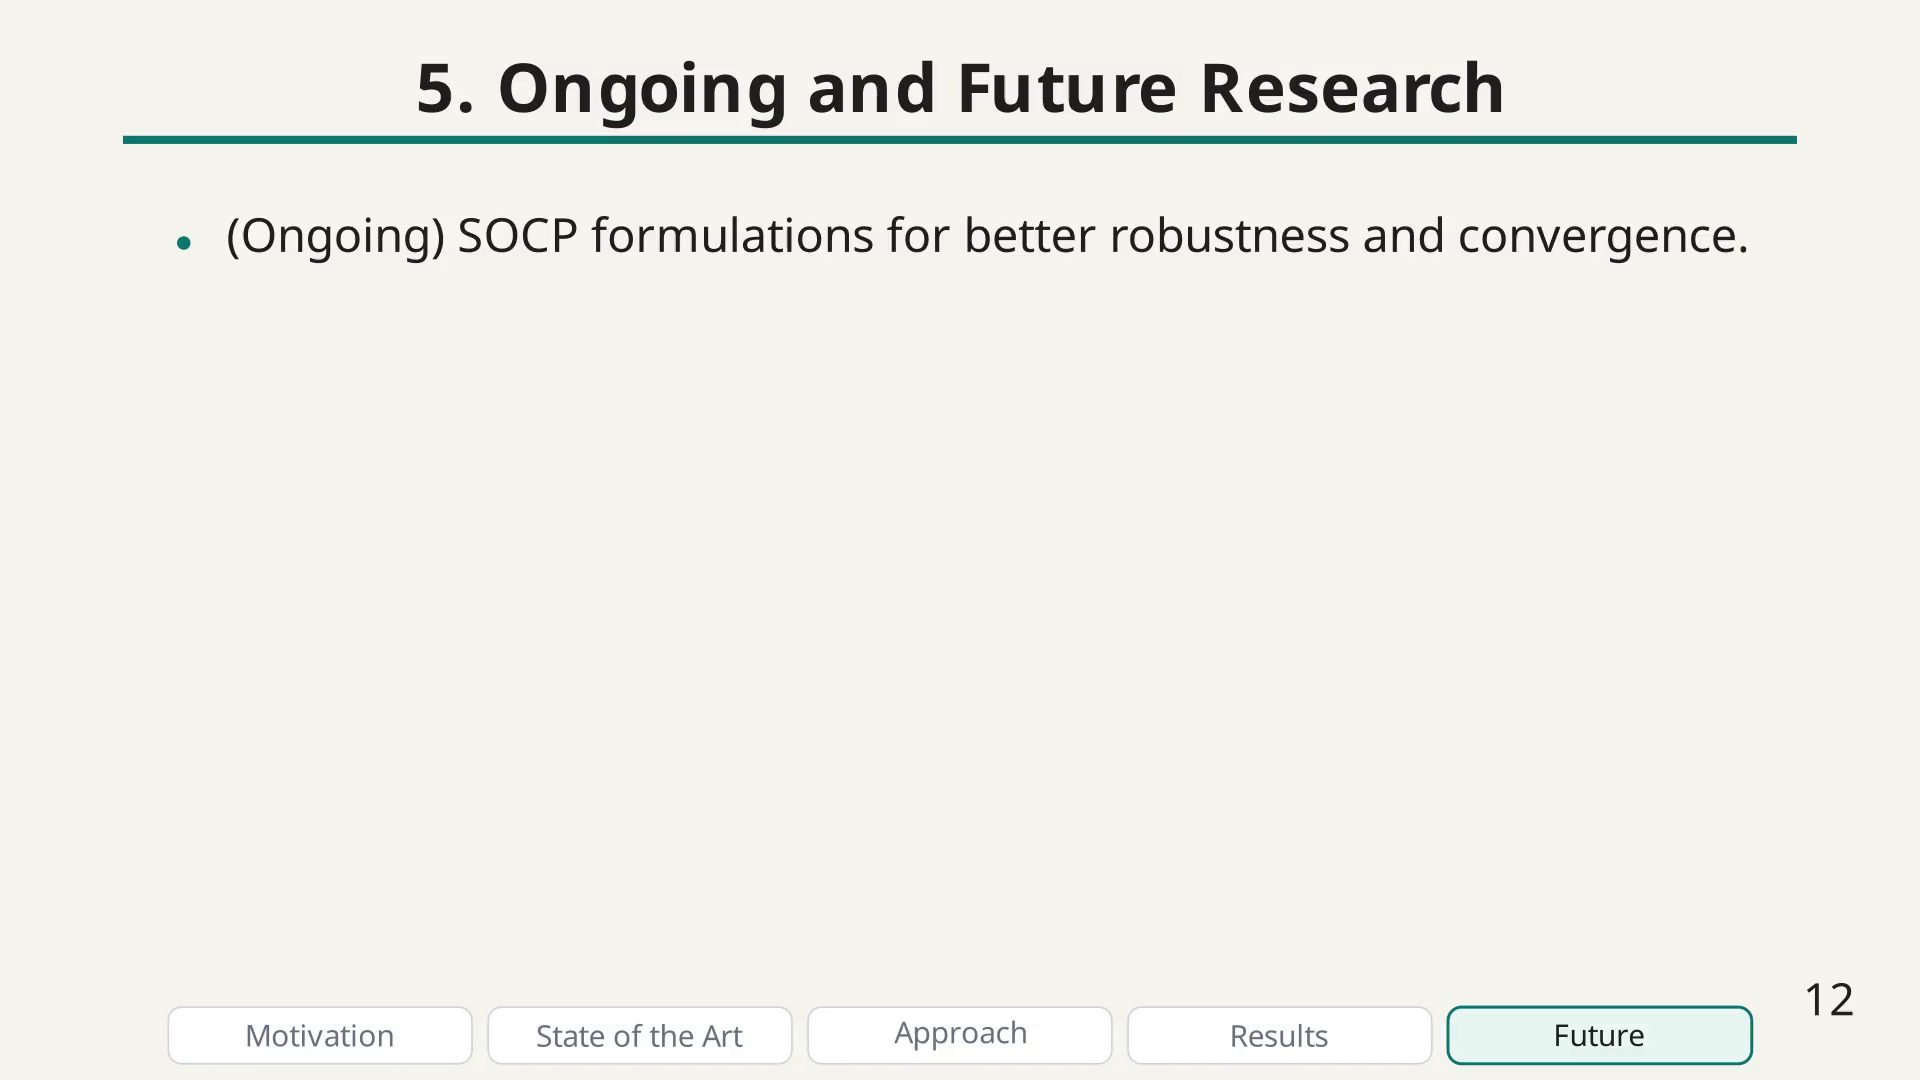 5. Ongoing and Future Research
• (Ongoing) SOCP formulations for better robustness and convergence.
12
Motivation
State of the Art
Approach
Results
Future